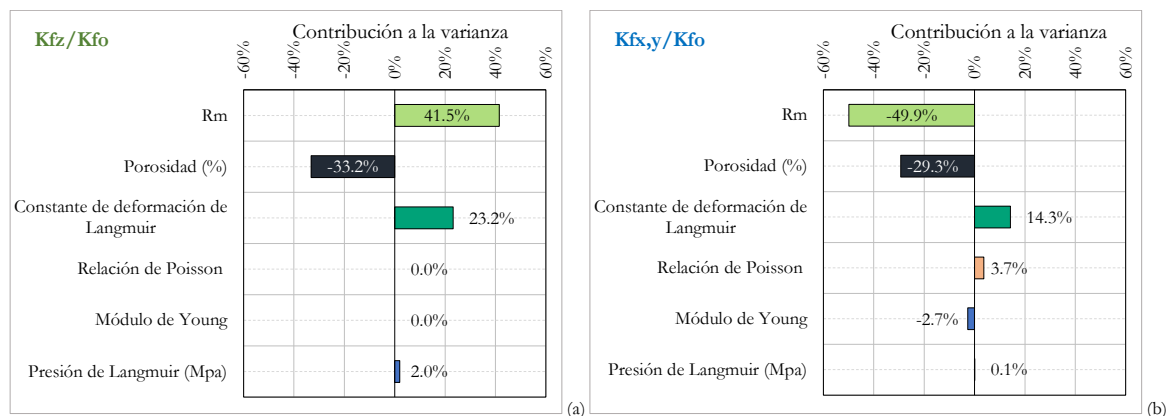 Kfz/Kfo
Contribución a la varianza
-60%
-40%
-20%
0%
20%
40%
60%
Rm
41.5%
Porosidad (%)
-33.2%
Constante de deformación de
Langmuir
23.2%
Relación de Poisson
0.0%
Módulo de Young
0.0%
Presión de Langmuir (Mpa)
2.0%
(a)
Kfx,y/Kfo
Contribución a la varianza
-60%
-40%
-20%
0%
20%
40%
60%
Rm
-49.9%
Porosidad (%)
-29.3%
Constante de deformación de
Langmuir
14.3%
Relación de Poisson
3.7%
Módulo de Young
-2.7%
Presión de Langmuir (Mpa)
0.1%
(b)